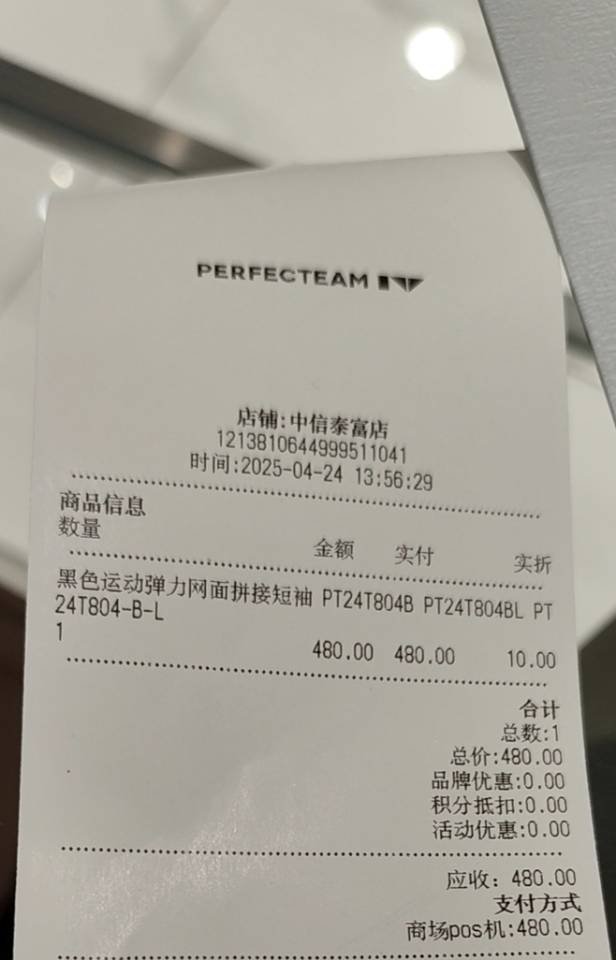 PERFECTEAM
店铺:中信泰富店
1213810644999511041
时间:2025-04-24 13:56:29
商品信息
数量 金额 实付 实折
黑色运动弹力网面拼接短袖 PT24T804B PT24T804BL PT
24T804-B-L
1 480.00 480.00 10.00
合计
总数:1
总价:480.00
品牌优惠:0.00
积分抵扣:0.00
活动优惠:0.00
应收: 480.00
支付方式
商场pos机:480.00